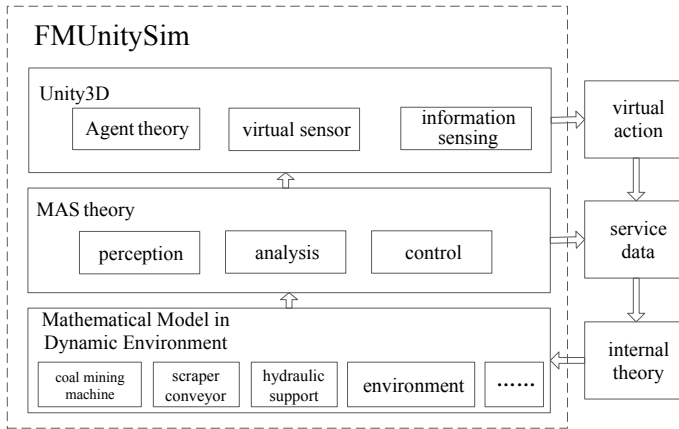 FMUnitySim
Unity3D
Agent theory
virtual sensor
information
sensing
virtual
action
MAS theory
perception
analysis
control
service
data
Mathematical Model in
Dynamic Environment
coal mining
machine
scraper
conveyor
hydraulic
support
environment
……
internal
theory